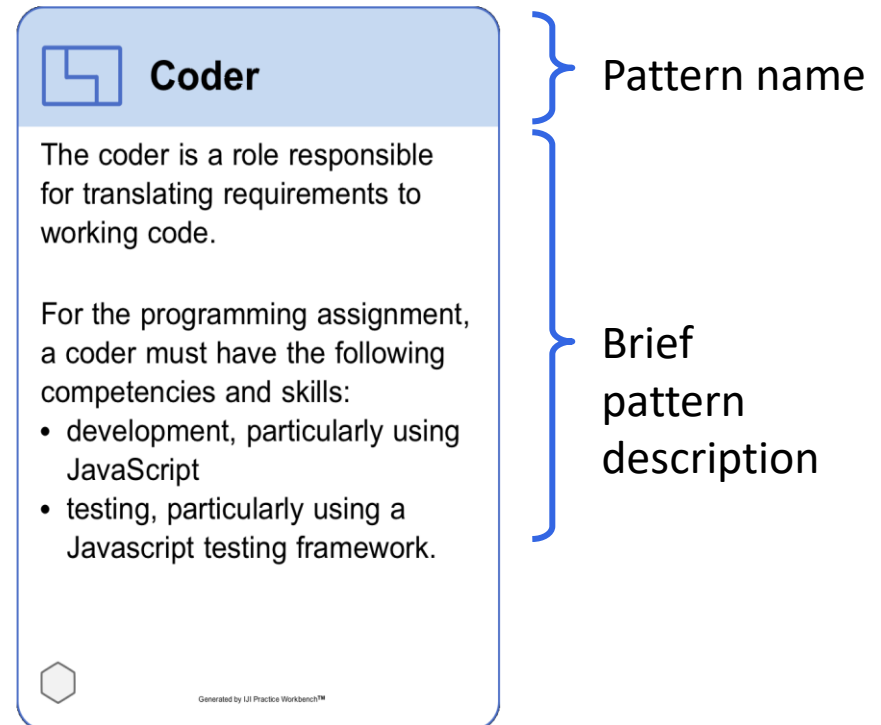 Coder
Pattern name
The coder is a role responsible
for translating requirements to
working code.
For the programming assignment,
a coder must have the following
competencies and skills:
• development, particularly using
JavaScript
• testing, particularly using a
Javascript testing framework.
Brief
pattern
description
Generated by IJI Practice Workbench™